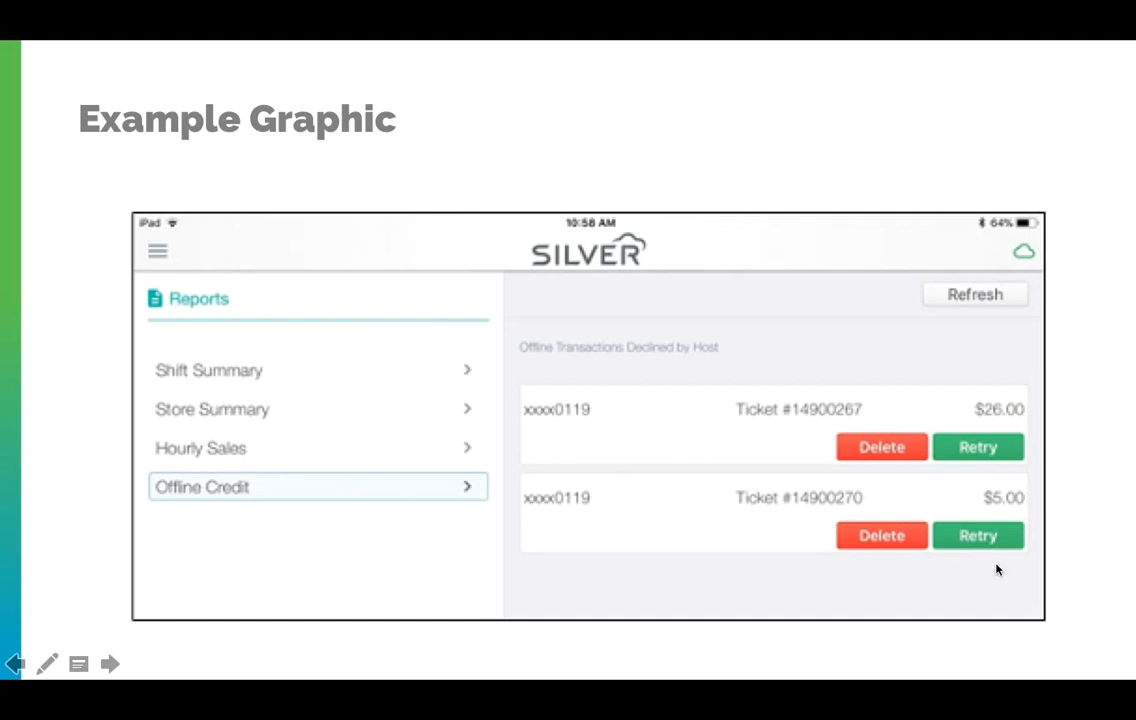 Example Graphic
iPad 10:58 AM 64%
SILVER
Reports
Refresh
Offline Transactions Declined by Host
Shift Summary
Store Summary
Hourly Sales
Offline Credit
xxxx0119 Ticket #14900267 $26.00
Delete Retry
xxxx0119 Ticket #14900270 $5.00
Delete Retry